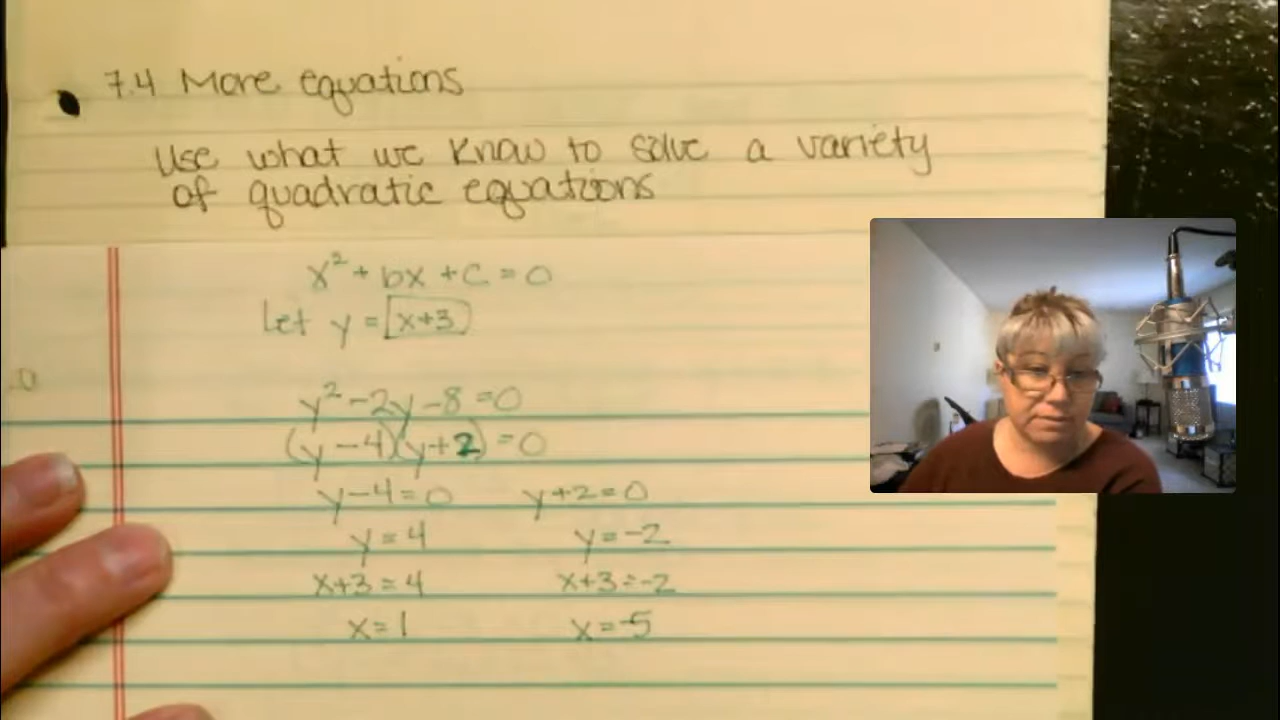 7.4 More equations
Use what we know to solve a variety
of quadratic equations
x² + bx + c = 0
Let y = x+3
y² - 2y - 8 = 0
(y - 4)(y + 2) = 0
y - 4 = 0 y + 2 = 0
y = 4 y = -2
x+3 = 4 x+3 = -2
x = 1 x = -5